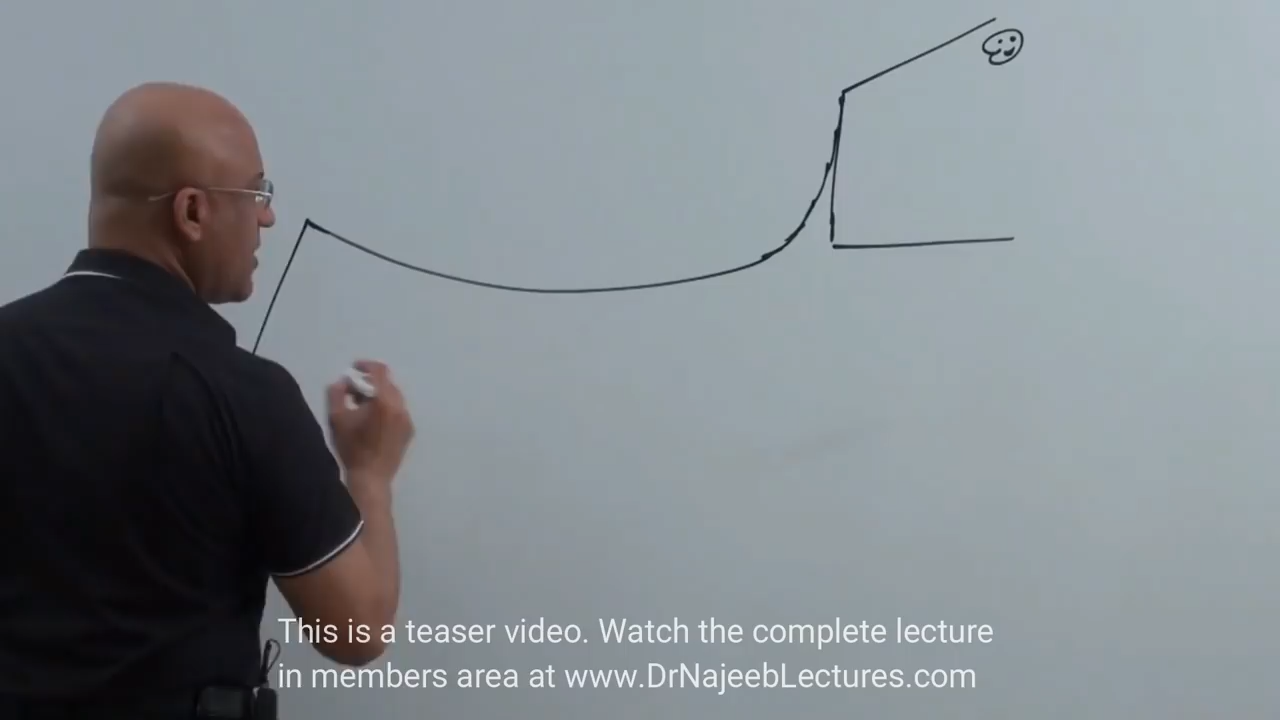 This is a teaser video. Watch the complete lecture
in members area at www.DrNajeebLectures.com